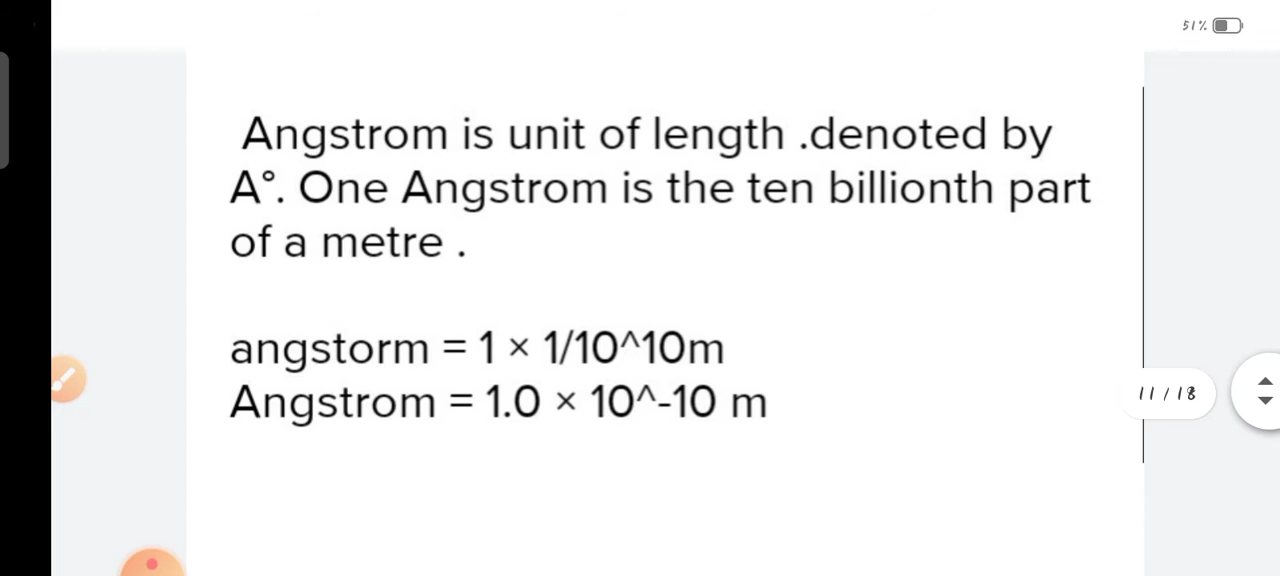 51%
Angstrom is unit of length .denoted by
A°. One Angstrom is the ten billionth part
of a metre .
angstorm = 1 × 1/10^10m
Angstrom = 1.0 × 10^-10 m
11 / 18